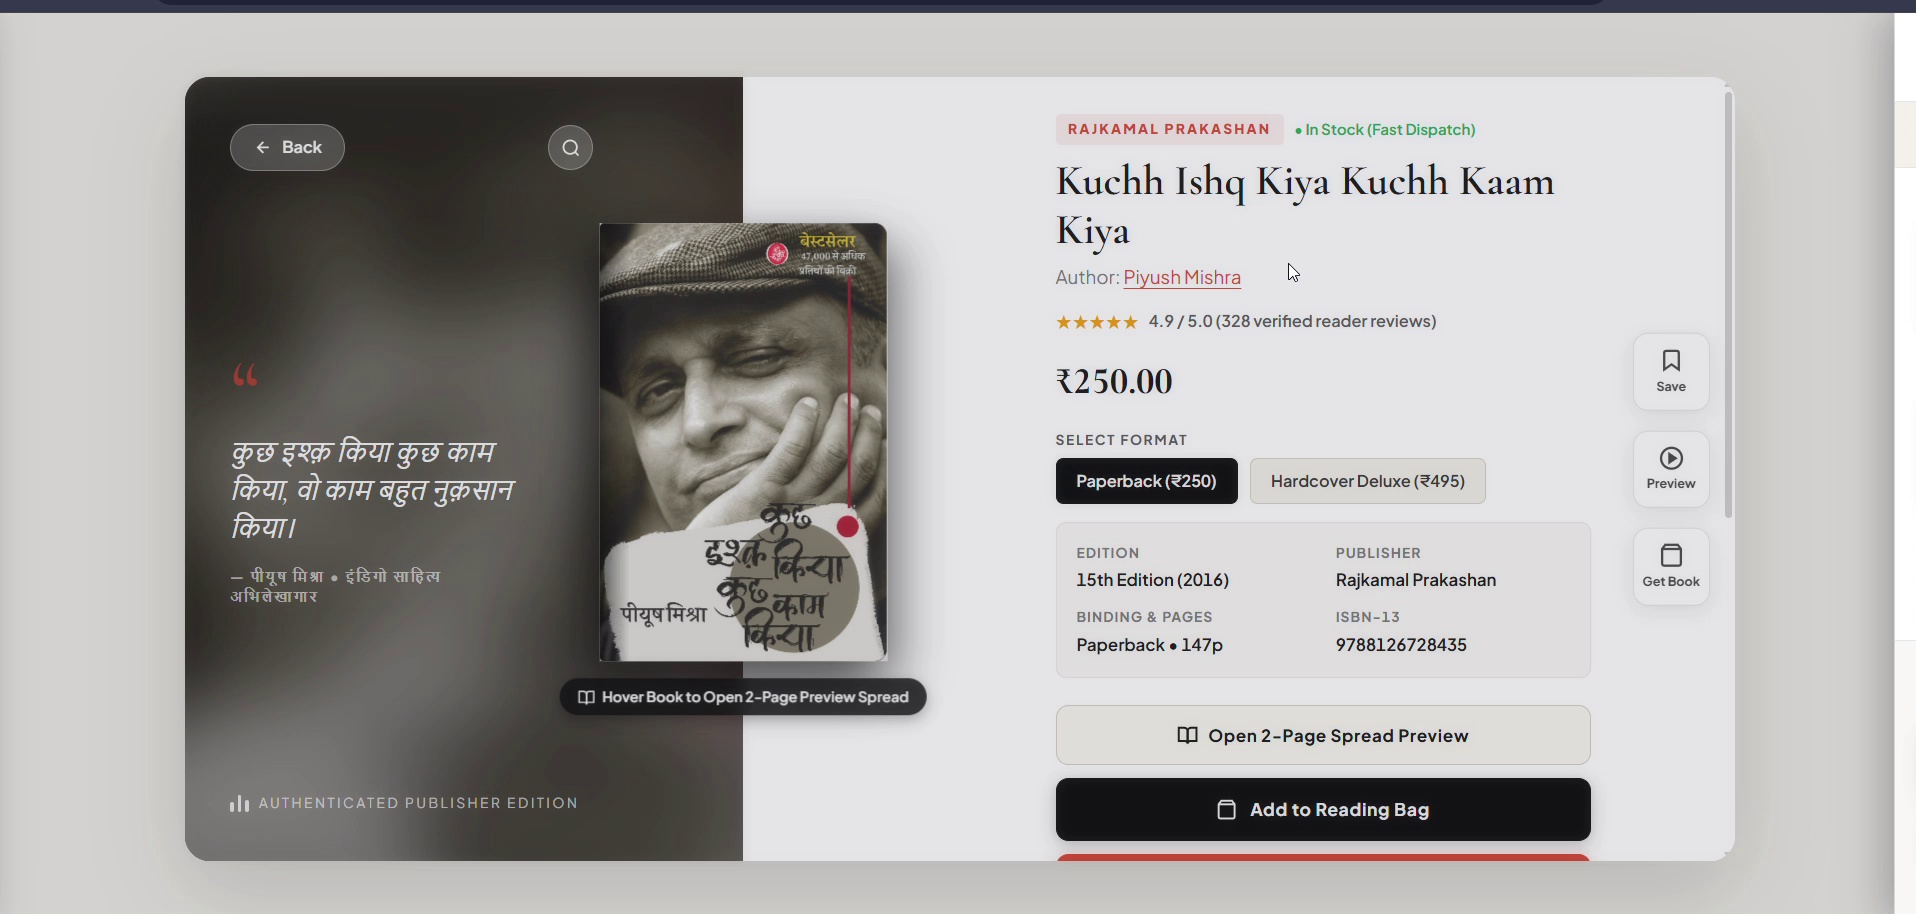 Back
“
कुछ इश्क़ किया कुछ काम
किया, वो काम बहुत नुक़सान
किया।
— पीयूष मिश्रा • इंडिगो साहित्य
अभिलेखागार
AUTHENTICATED PUBLISHER EDITION
बेस्टसेलर
47,000 से अधिक
प्रतियों की बिक्री
कुछ
इश्क़ किया
कुछ काम
किया
पीयूष मिश्रा
Hover Book to Open 2-Page Preview Spread
RAJKAMAL PRAKASHAN
• In Stock (Fast Dispatch)
Kuchh Ishq Kiya Kuchh Kaam
Kiya
Author: Piyush Mishra
★★★★★ 4.9 / 5.0 (328 verified reader reviews)
₹250.00
SELECT FORMAT
Paperback (₹250)
Hardcover Deluxe (₹495)
EDITION
15th Edition (2016)
PUBLISHER
Rajkamal Prakashan
BINDING & PAGES
Paperback • 147p
ISBN-13
9788126728435
Open 2-Page Spread Preview
Add to Reading Bag
Save
Preview
Get Book